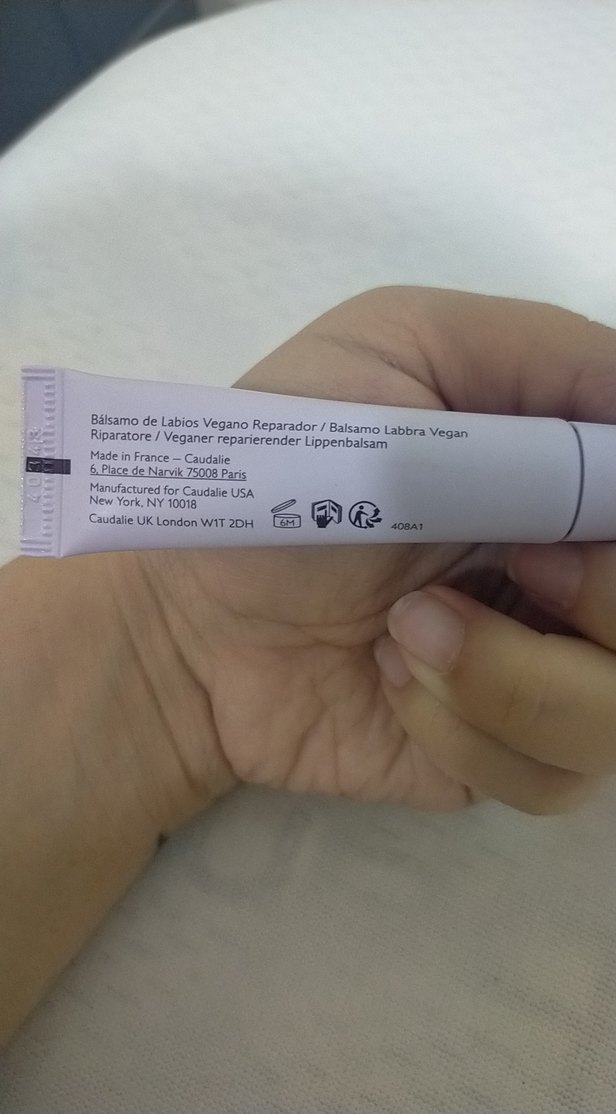 Bálsamo de Labios Vegano Reparador / Balsamo Labbra Vegan
Riparatore / Veganer reparierender Lippenbalsam
Made in France – Caudalie
6, Place de Narvik 75008 Paris
Manufactured for Caudalie USA
New York, NY 10018
Caudalie UK London W1T 2DH
6M
408A1